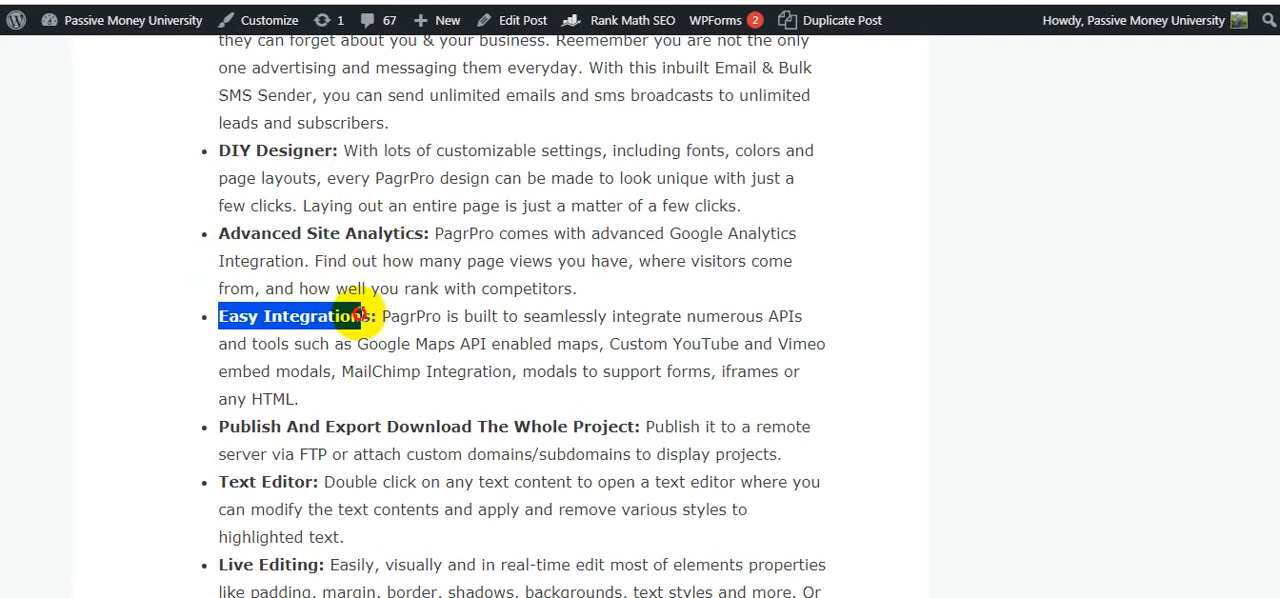 Passive Money University Customize 1 67 New Edit Post Rank Math SEO WPForms 2 Duplicate Post Howdy, Passive Money University
they can forget about you & your business. Reemember you are not the only
one advertising and messaging them everyday. With this inbuilt Email & Bulk
SMS Sender, you can send unlimited emails and sms broadcasts to unlimited
leads and subscribers.
DIY Designer: With lots of customizable settings, including fonts, colors and
page layouts, every PagrPro design can be made to look unique with just a
few clicks. Laying out an entire page is just a matter of a few clicks.
Advanced Site Analytics: PagrPro comes with advanced Google Analytics
Integration. Find out how many page views you have, where visitors come
from, and how well you rank with competitors.
Easy Integrations: PagrPro is built to seamlessly integrate numerous APIs
and tools such as Google Maps API enabled maps, Custom YouTube and Vimeo
embed modals, MailChimp Integration, modals to support forms, iframes or
any HTML.
Publish And Export Download The Whole Project: Publish it to a remote
server via FTP or attach custom domains/subdomains to display projects.
Text Editor: Double click on any text content to open a text editor where you
can modify the text contents and apply and remove various styles to
highlighted text.
Live Editing: Easily, visually and in real-time edit most of elements properties
like padding, margin, border, shadows, backgrounds, text styles and more. Or